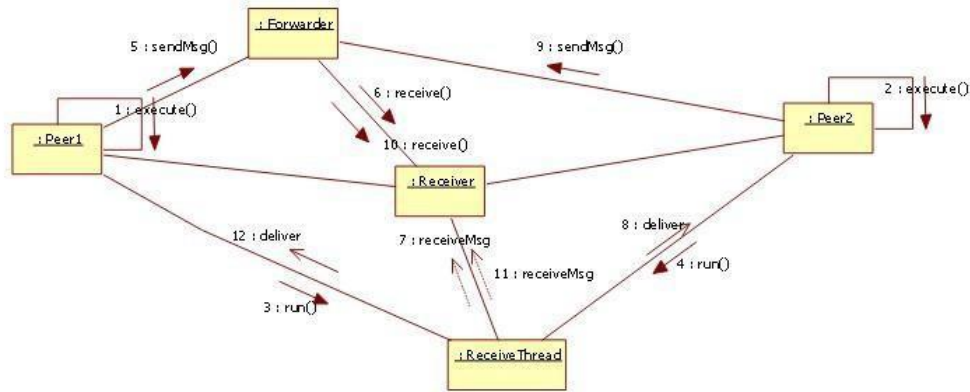 : Forwarder
5 : sendMsg()
9 : sendMsg()
6 : receive()
2 : execute()
1 : execute()
: Peer1
: Peer2
10 : receive()
: Receiver
12 : deliver
7 : receiveMsg
8 : deliver
11 : receiveMsg
4 : run()
3 : run()
: ReceiveThread